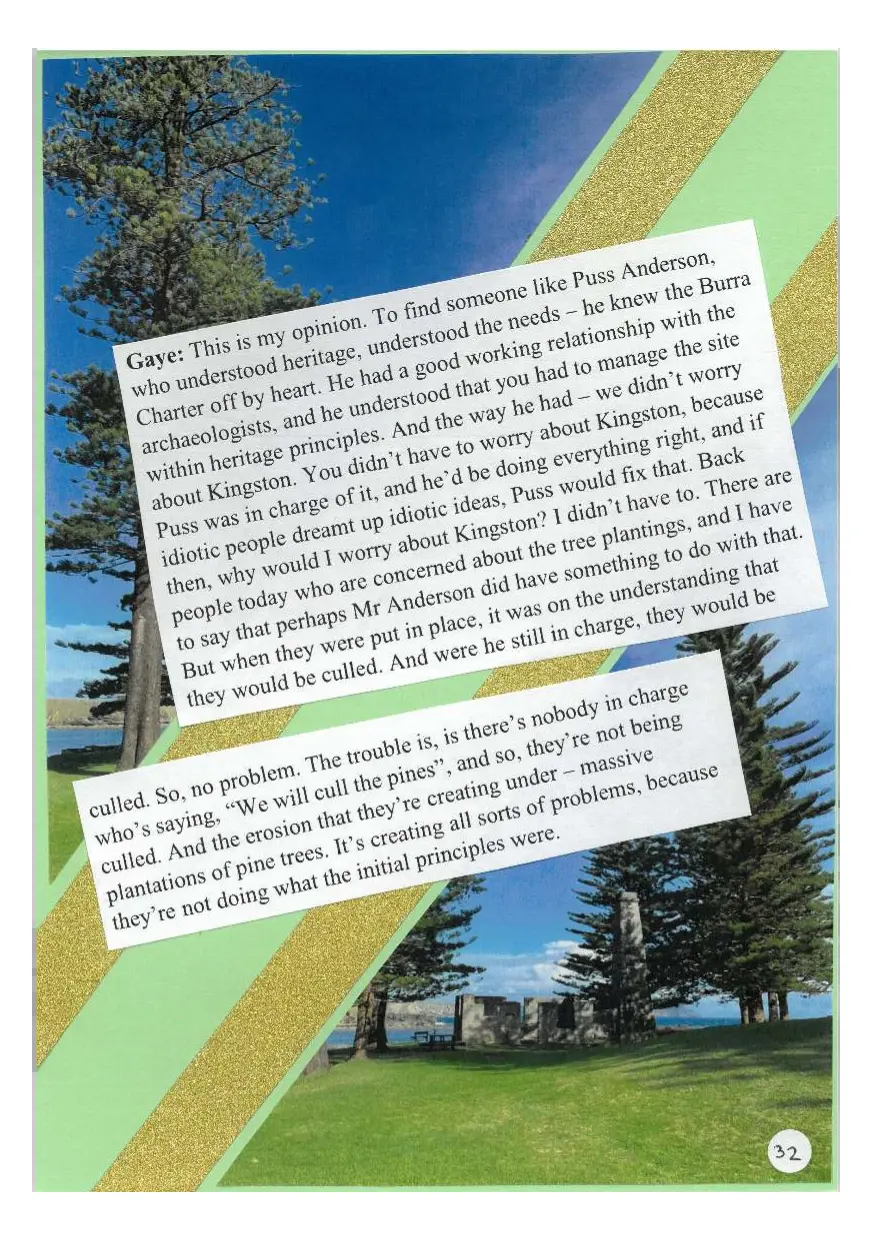 Gaye: This is my opinion. To find someone like Puss Anderson,
who understood heritage, understood the needs – he knew the Burra
Charter off by heart. He had a good working relationship with the
archaeologists, and he understood that you had to manage the site
within heritage principles. And the way he had – we didn't worry
about Kingston. You didn't have to worry about Kingston, because
Puss was in charge of it, and he'd be doing everything right, and if
idiotic people dreamt up idiotic ideas, Puss would fix that. Back
then, why would I worry about Kingston? I didn't have to. There are
people today who are concerned about the tree plantings, and I have
to say that perhaps Mr Anderson did have something to do with that.
But when they were put in place, it was on the understanding that
they would be culled. And were he still in charge, they would be
culled. So, no problem. The trouble is, is there's nobody in charge
who's saying, "We will cull the pines", and so, they're not being
culled. And the erosion that they're creating under – massive
plantations of pine trees. It's creating all sorts of problems, because
they're not doing what the initial principles were.
32